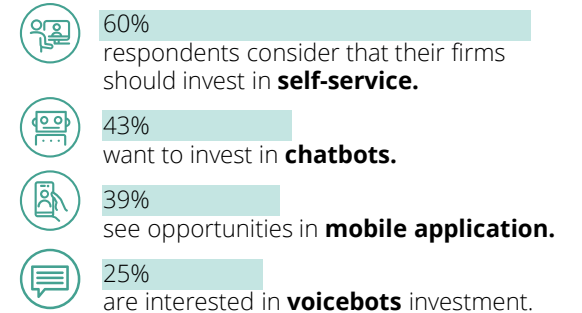 60%
respondents consider that their firms
should invest in self-service.
43%
want to invest in chatbots.
39%
see opportunities in mobile application.
25%
are interested in voicebots investment.